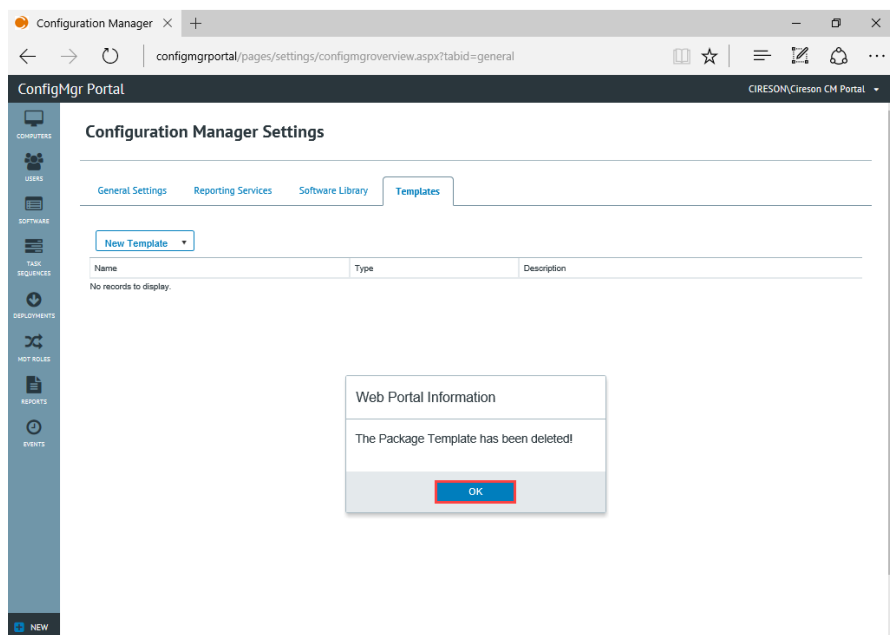 Configuration Manager
configmgrportal/pages/settings/configmgroverview.aspx?tabid=general
ConfigMgr Portal
CIRESON\Cireson CM Portal
COMPUTERS
USERS
SOFTWARE
TASK
SEQUENCES
DEPLOYMENTS
MDT ROLES
REPORTS
EVENTS
NEW
Configuration Manager Settings
General Settings Reporting Services Software Library Templates
New Template
Name Type Description
No records to display.
Web Portal Information
The Package Template has been deleted!
OK